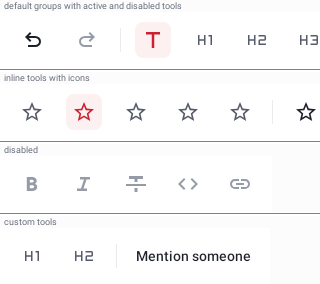 default groups with active and disabled tools
T H1 H2 H3
inline tools with icons
disabled
B I T
custom tools
H1 H2 Mention someone